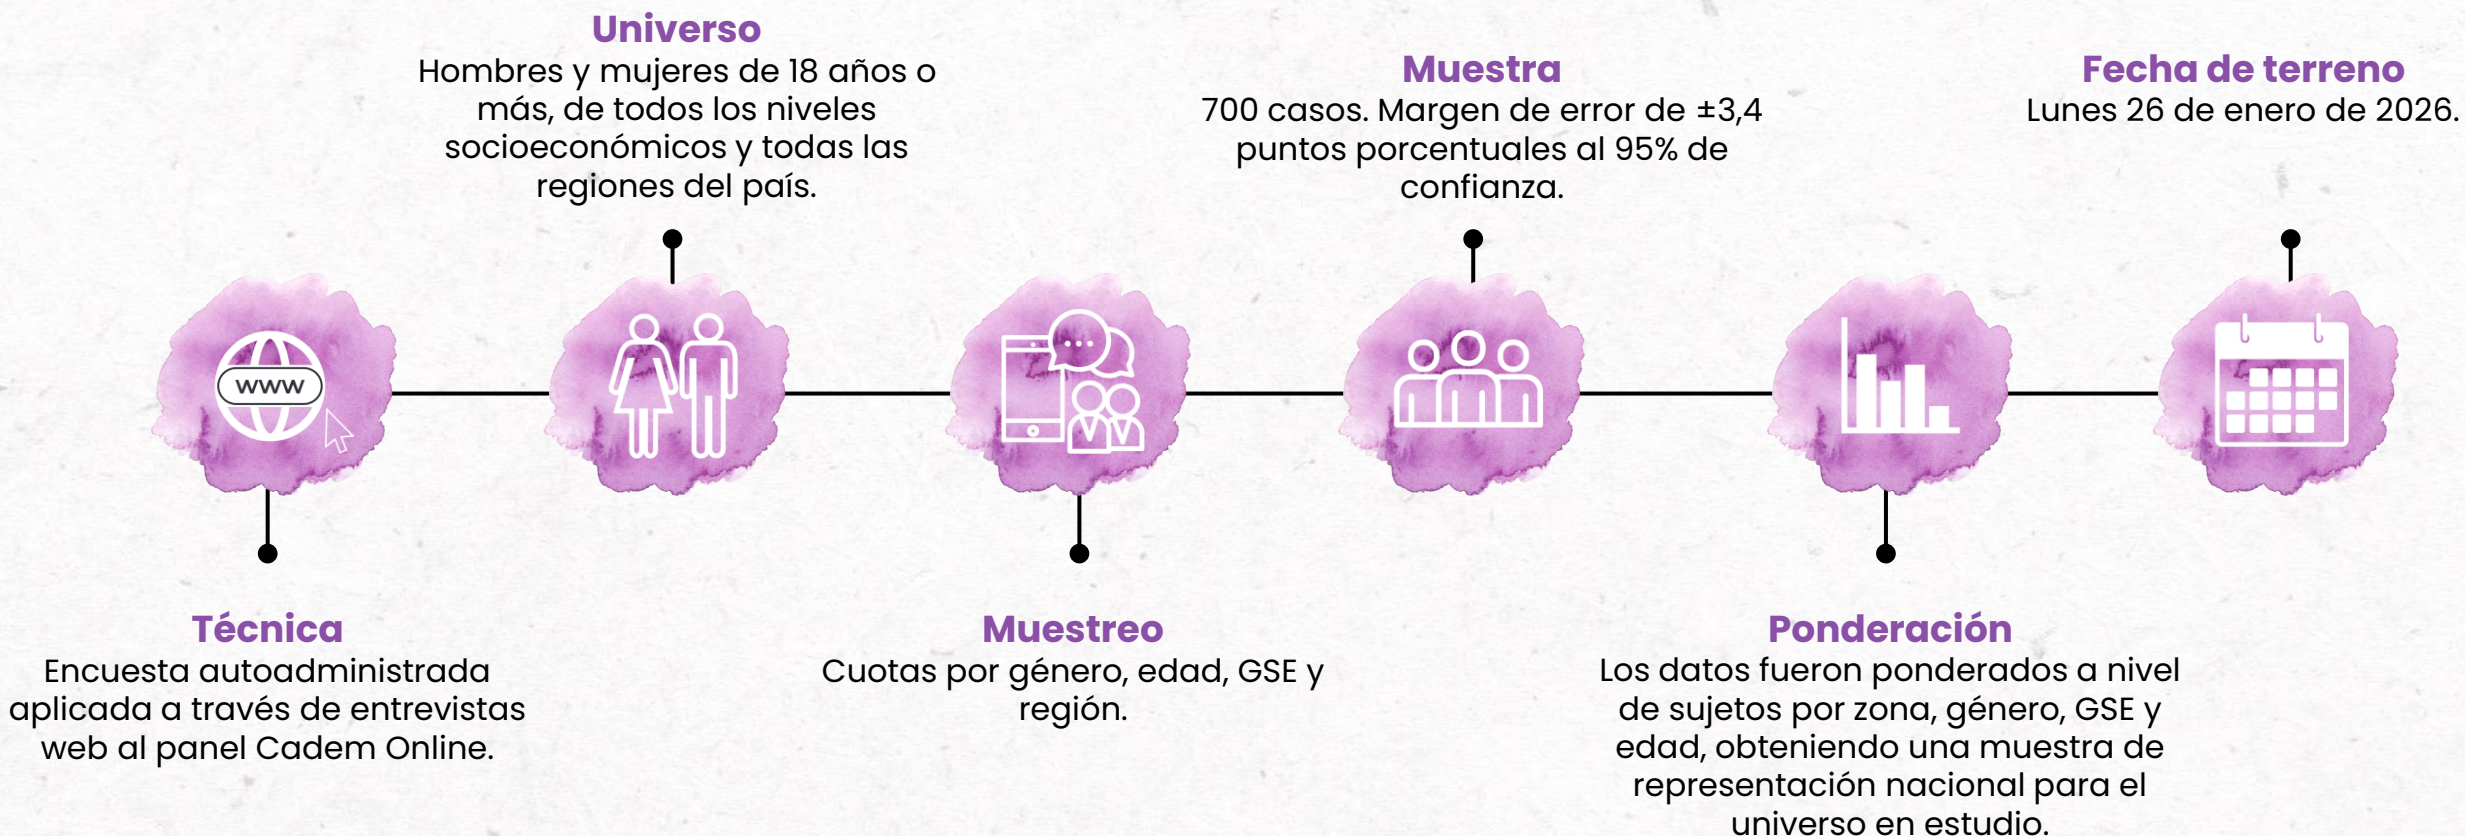 Universo
Hombres y mujeres de 18 años o
más, de todos los niveles
socioeconómicos y todas las
regiones del país.
Muestra
700 casos. Margen de error de ±3,4
puntos porcentuales al 95% de
confianza.
Fecha de terreno
Lunes 26 de enero de 2026.
www
Técnica
Encuesta autoadministrada
aplicada a través de entrevistas
web al panel Cadem Online.
Muestreo
Cuotas por género, edad, GSE y
región.
Ponderación
Los datos fueron ponderados a nivel
de sujetos por zona, género, GSE y
edad, obteniendo una muestra de
representación nacional para el
universo en estudio.